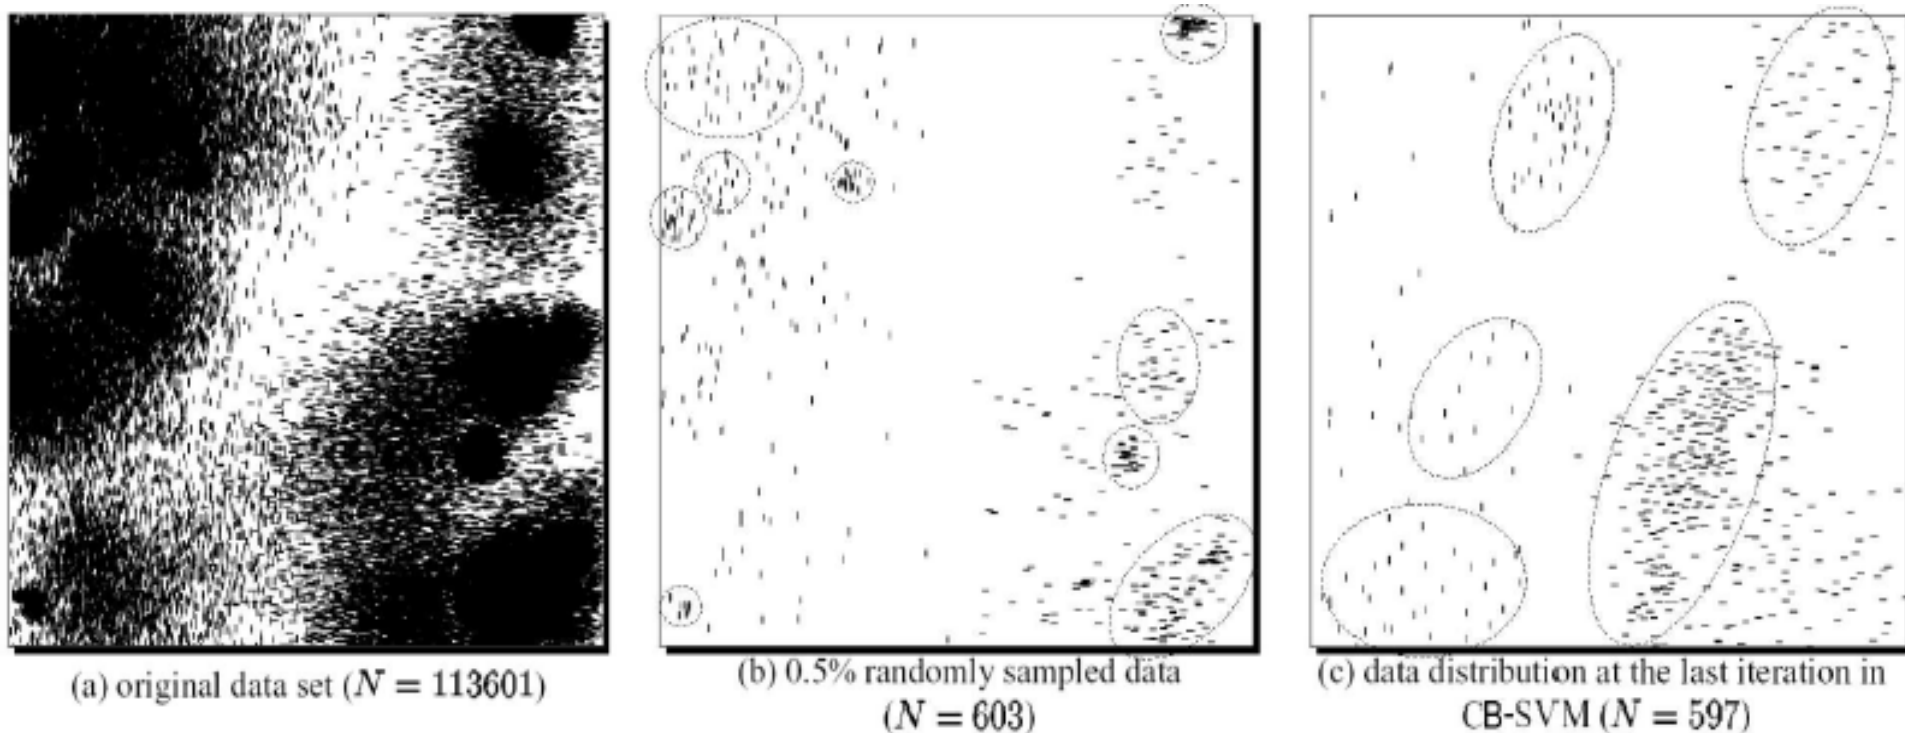 (a) original data set (N = 113601)
(b) 0.5% randomly sampled data
(N = 603)
(c) data distribution at the last iteration in
CB-SVM (N = 597)